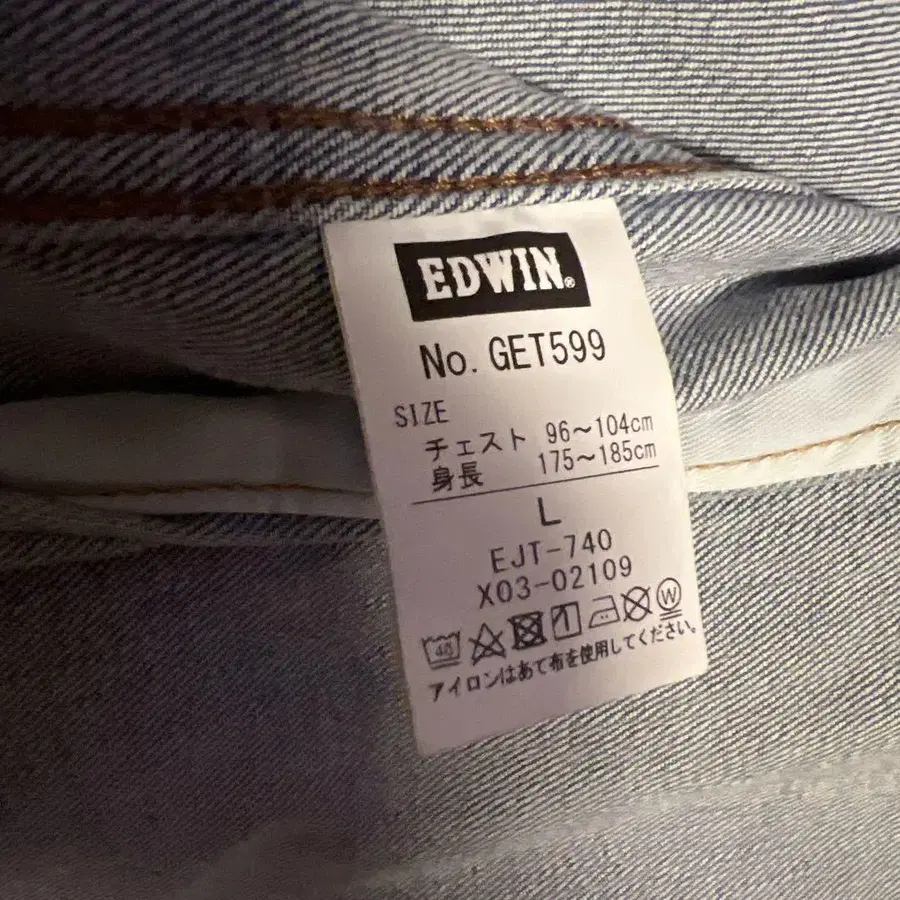 EDWIN®
No. GET599
SIZE
チェスト 96〜104cm
身長 175〜185cm
L
EJT-740
X03-02109
40 W
アイロンはあて布を使用してください。